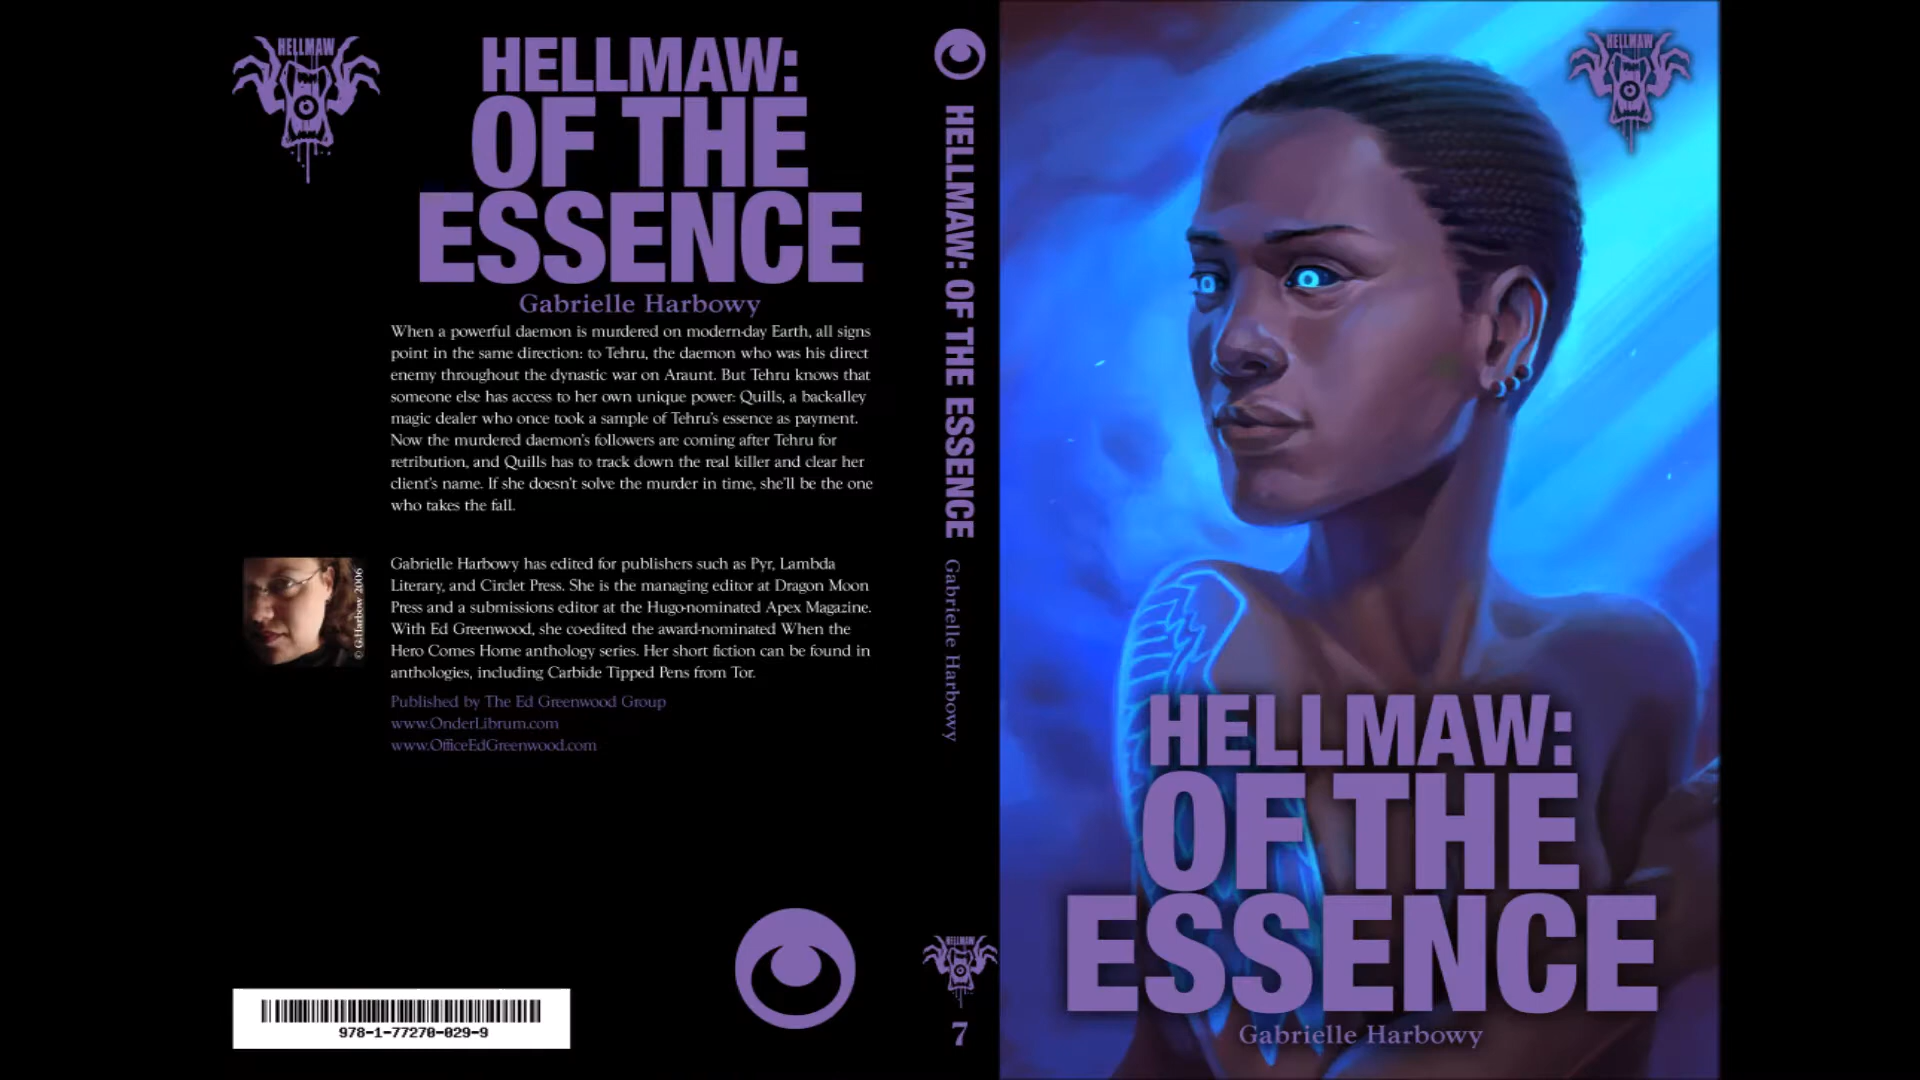 HELLMAW
HELLMAW:
OF THE
ESSENCE
Gabrielle Harbowy
When a powerful daemon is murdered on modern-day Earth, all signs
point in the same direction: to Tehru, the daemon who was his direct
enemy throughout the dynastic war on Araunt. But Tehru knows that
someone else has access to her own unique power: Quills, a back-alley
magic dealer who once took a sample of Tehru's essence as payment.
Now the murdered daemon's followers are coming after Tehru for
retribution, and Quills has to track down the real killer and clear her
client's name. If she doesn't solve the murder in time, she'll be the one
who takes the fall.
© G.Harbow 2006
Gabrielle Harbowy has edited for publishers such as Pyr, Lambda
Literary, and Circlet Press. She is the managing editor at Dragon Moon
Press and a submissions editor at the Hugo-nominated Apex Magazine.
With Ed Greenwood, she co-edited the award-nominated When the
Hero Comes Home anthology series. Her short fiction can be found in
anthologies, including Carbide Tipped Pens from Tor.
Published by The Ed Greenwood Group
www.OnderLibrum.com
www.OfficeEdGreenwood.com
978-1-77270-029-9
HELLMAW: OF THE ESSENCE
Gabrielle Harbowy
HELLMAW
7
HELLMAW
HELLMAW:
OF THE
ESSENCE
Gabrielle Harbowy